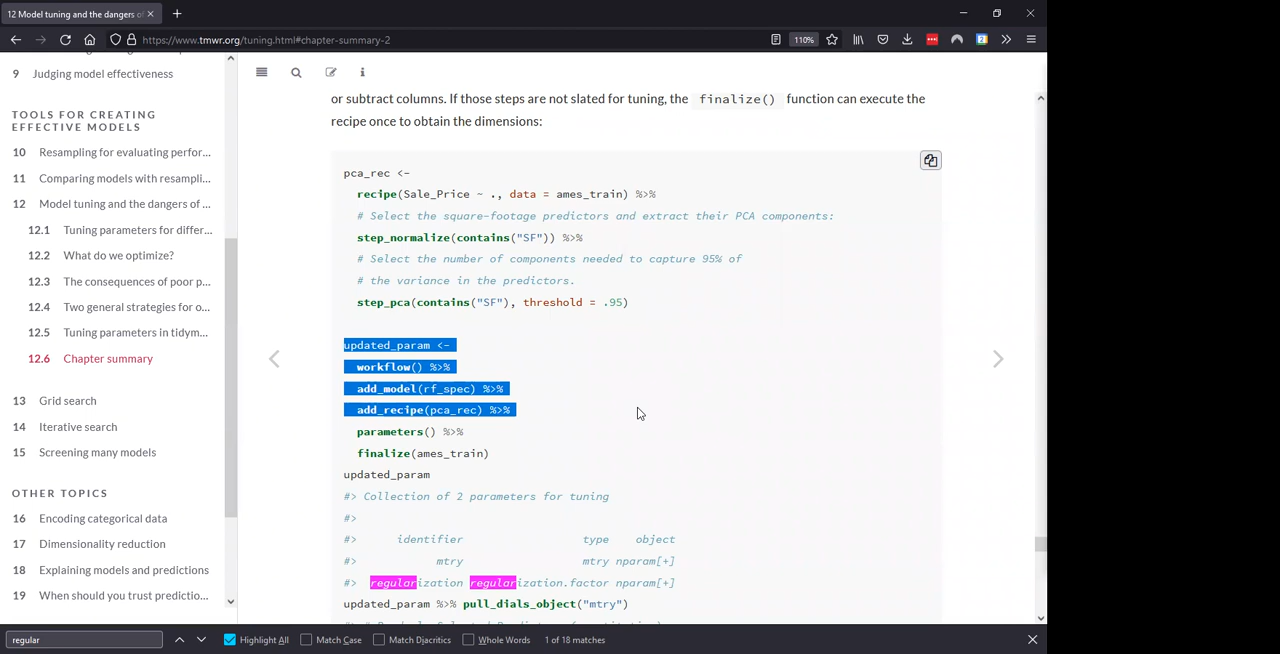 12 Model tuning and the dangers of
https://www.tmwr.org/tuning.html#chapter-summary-2
110%
9 Judging model effectiveness
TOOLS FOR CREATING
EFFECTIVE MODELS
10 Resampling for evaluating perfor...
11 Comparing models with resampli...
12 Model tuning and the dangers of ...
12.1 Tuning parameters for differ...
12.2 What do we optimize?
12.3 The consequences of poor p...
12.4 Two general strategies for o...
12.5 Tuning parameters in tidym...
12.6 Chapter summary
13 Grid search
14 Iterative search
15 Screening many models
OTHER TOPICS
16 Encoding categorical data
17 Dimensionality reduction
18 Explaining models and predictions
19 When should you trust predictio...
or subtract columns. If those steps are not slated for tuning, the finalize() function can execute the
recipe once to obtain the dimensions:
pca_rec <-
recipe(Sale_Price ~ ., data = ames_train) %>%
# Select the square-footage predictors and extract their PCA components:
step_normalize(contains("SF")) %>%
# Select the number of components needed to capture 95% of
# the variance in the predictors.
step_pca(contains("SF"), threshold = .95)
updated_param <-
workflow() %>%
add_model(rf_spec) %>%
add_recipe(pca_rec) %>%
parameters() %>%
finalize(ames_train)
updated_param
#> Collection of 2 parameters for tuning
#>
#> identifier type object
#> mtry mtry nparam[+]
#> regularization regularization.factor nparam[+]
updated_param %>% pull_dials_object("mtry")
regular
Highlight All
Match Case
Match Diacritics
Whole Words
1 of 18 matches